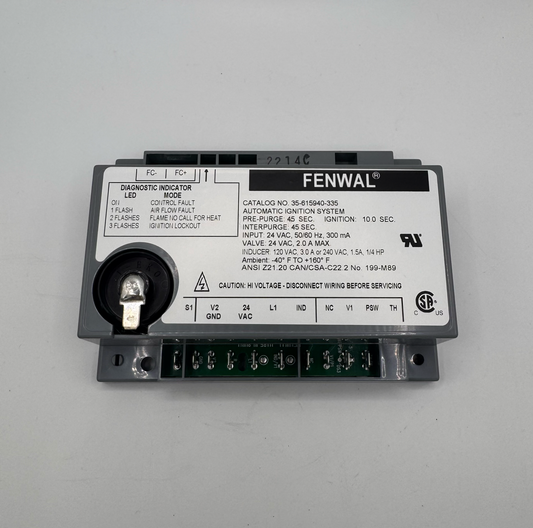 2214C
FC- FC+
FENWAL®
DIAGNOSTIC INDICATOR
LED MODE
ON CONTROL FAULT
1 FLASH AIR FLOW FAULT
2 FLASHES FLAME NO CALL FOR HEAT
3 FLASHES IGNITION LOCKOUT
CATALOG NO. 35-615940-335
AUTOMATIC IGNITION SYSTEM
PRE-PURGE: 45 SEC. IGNITION: 10.0 SEC.
INTERPURGE: 45 SEC.
INPUT: 24 VAC, 50/60 Hz, 300 mA
VALVE: 24 VAC, 2.0 A MAX.
INDUCER 120 VAC, 3.0 A or 240 VAC, 1.5A, 1/4 HP
Ambient: -40° F TO +160° F
ANSI Z21.20 CAN/CSA-C22.2 No. 199-M89
CAUTION: HI VOLTAGE - DISCONNECT WIRING BEFORE SERVICING
S1 V2 24 L1 IND NC V1 PSW TH
GND VAC
C US